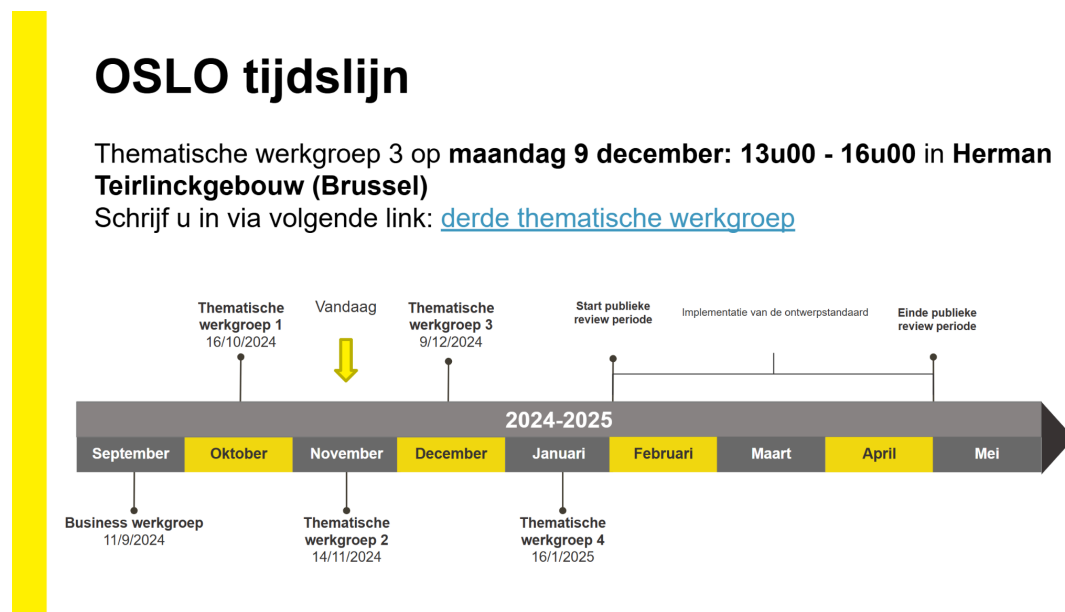 OSLO tijdslijn
Thematische werkgroep 3 op maandag 9 december: 13u00 - 16u00 in Herman
Teirlinckgebouw (Brussel)
Schrijf u in via volgende link: derde thematische werkgroep
Thematische
werkgroep 1
16/10/2024
Vandaag
Thematische
werkgroep 3
9/12/2024
Start publieke
review periode
Implementatie van de ontwerpstandaard
Einde publieke
review periode
2024-2025
September Oktober November December Januari Februari Maart April Mei
Business werkgroep
11/9/2024
Thematische
werkgroep 2
14/11/2024
Thematische
werkgroep 4
16/1/2025